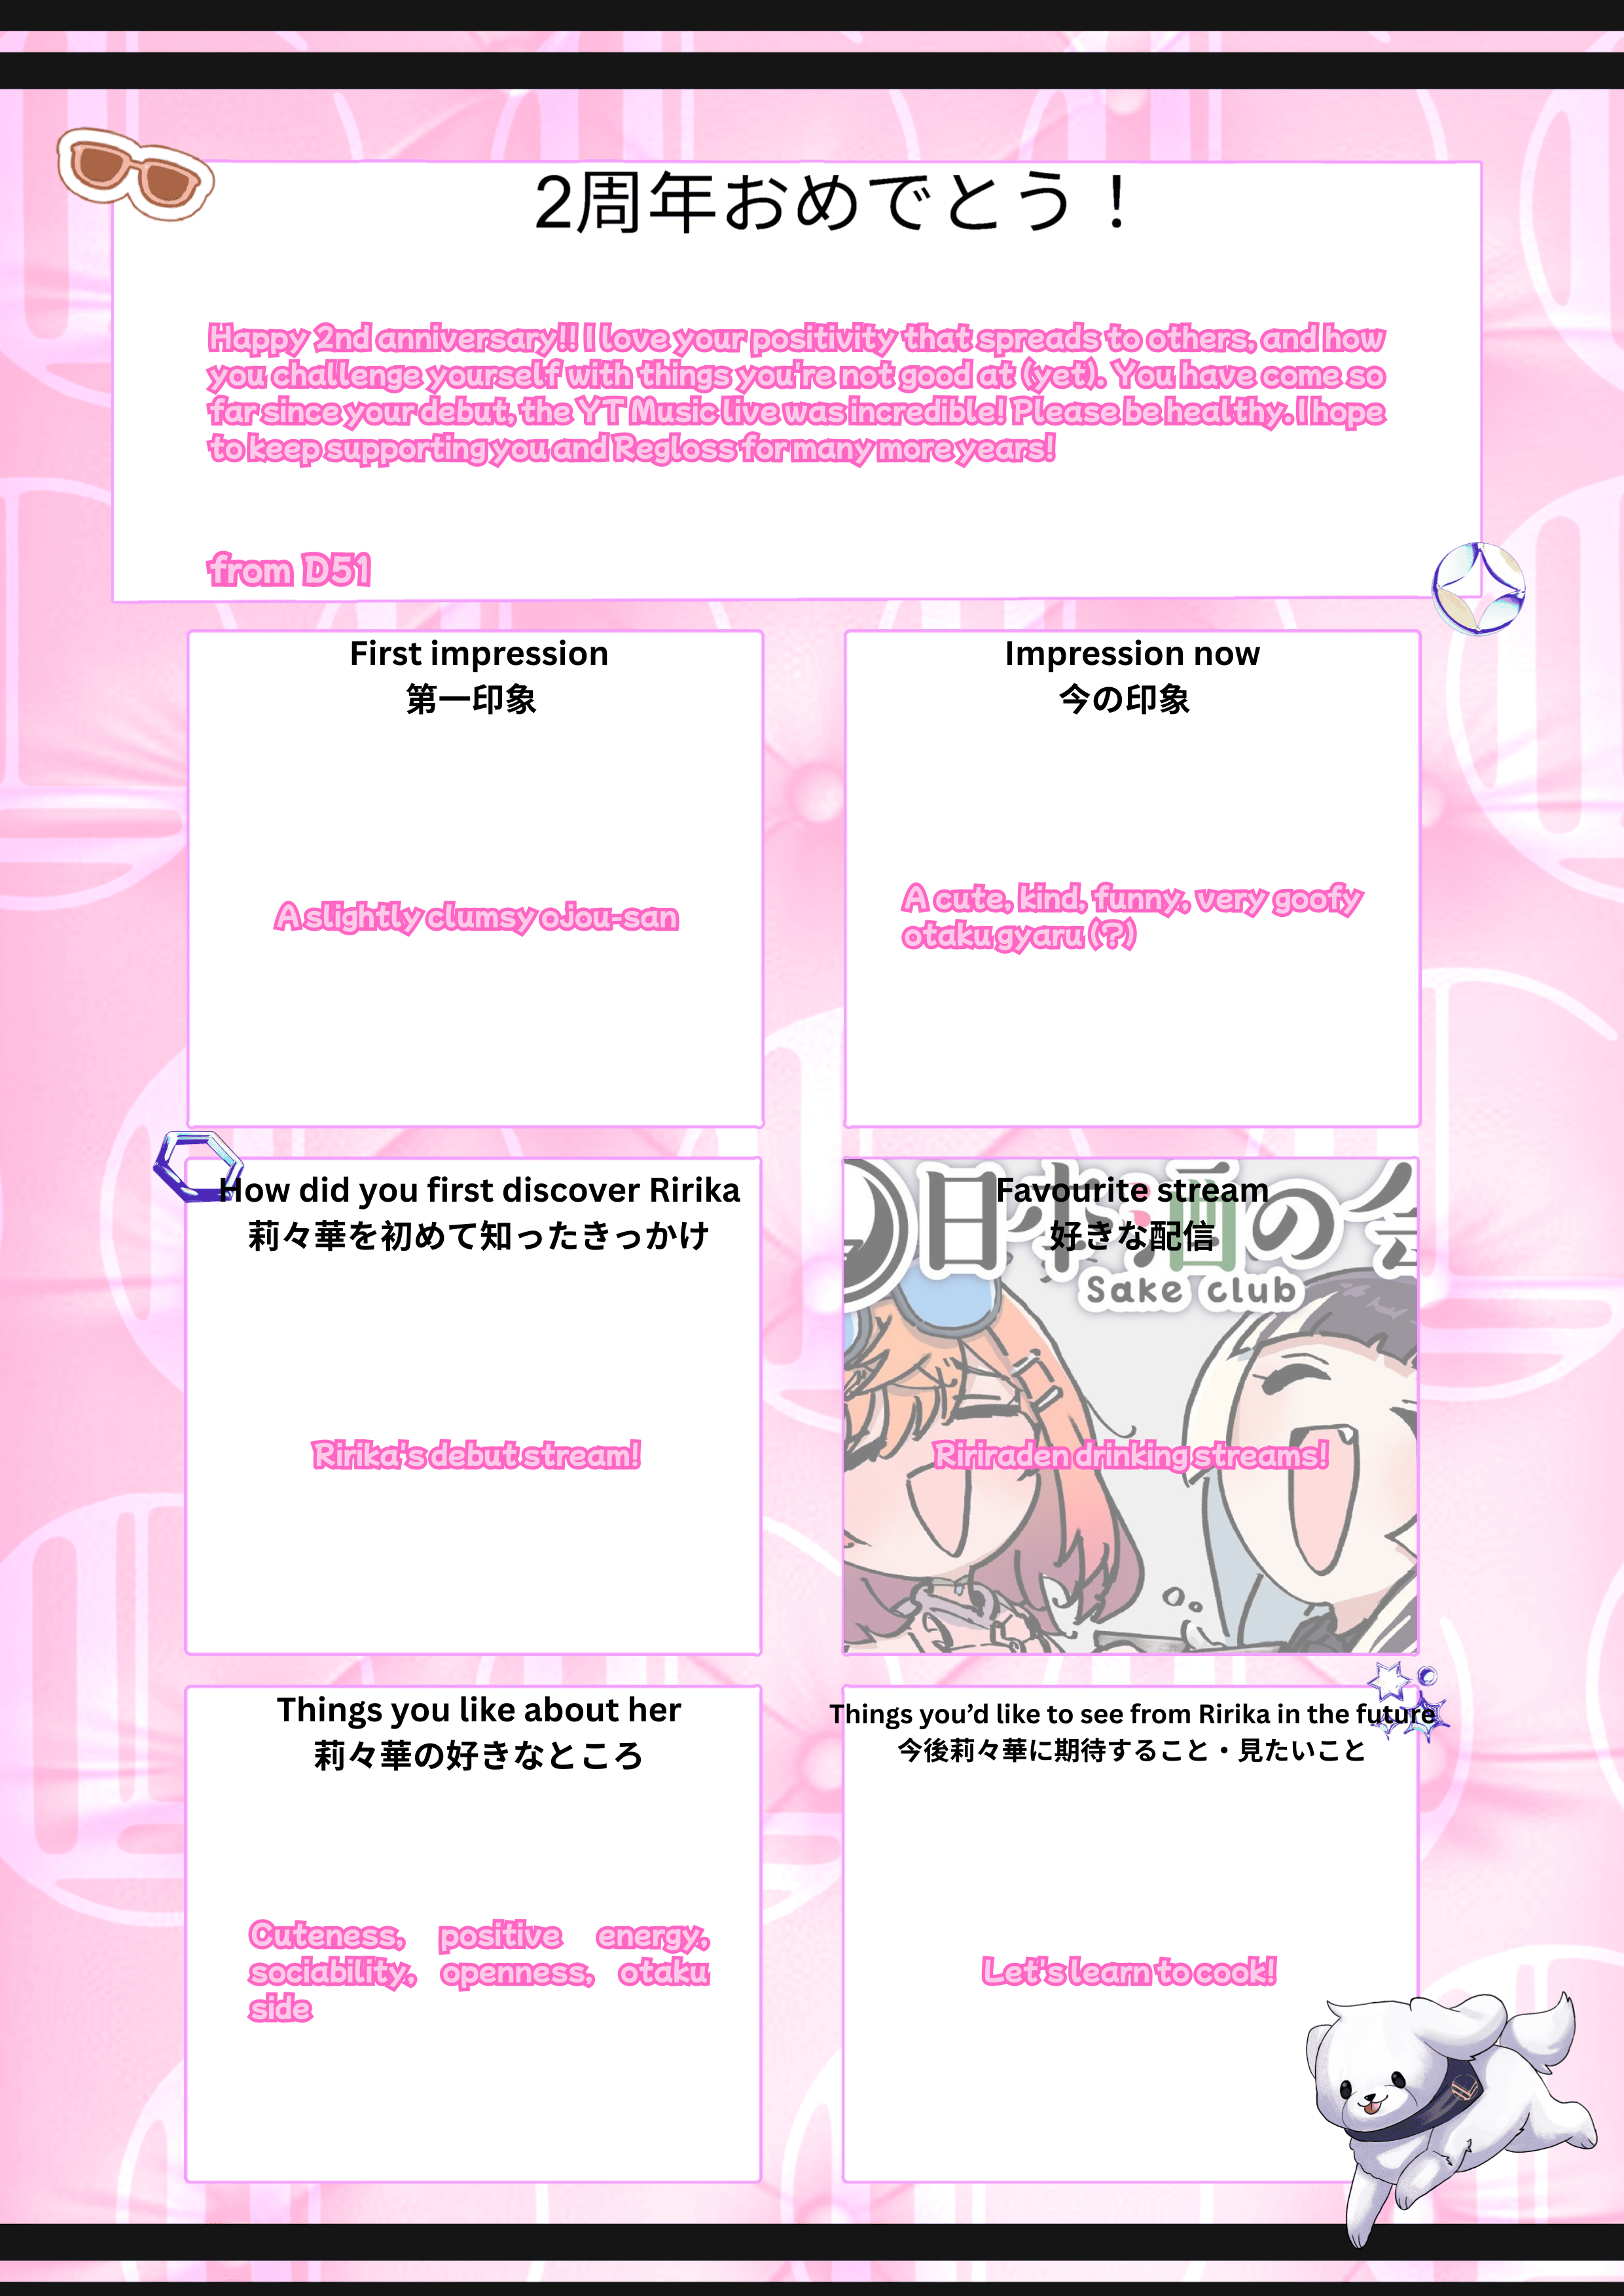 2周年おめでとう！
Happy 2nd anniversary!! I love your positivity that spreads to others, and how
you challenge yourself with things you're not good at (yet). You have come so
far since your debut, the YT Music live was incredible! Please be healthy. I hope
to keep supporting you and Regloss for many more years!
from D51
First impression
第一印象
A slightly clumsy ojou-san
Impression now
今の印象
A cute, kind, funny, very goofy
otaku gyaru (?)
How did you first discover Ririka
莉々華を初めて知ったきっかけ
Ririka's debut stream!
Favourite stream
好きな配信
日本酒の会
Sake club
Ririraden drinking streams!
Things you like about her
莉々華の好きなところ
Cuteness, positive energy,
sociability, openness, otaku
side
Things you’d like to see from Ririka in the future
今後莉々華に期待すること・見たいこと
Let's learn to cook!